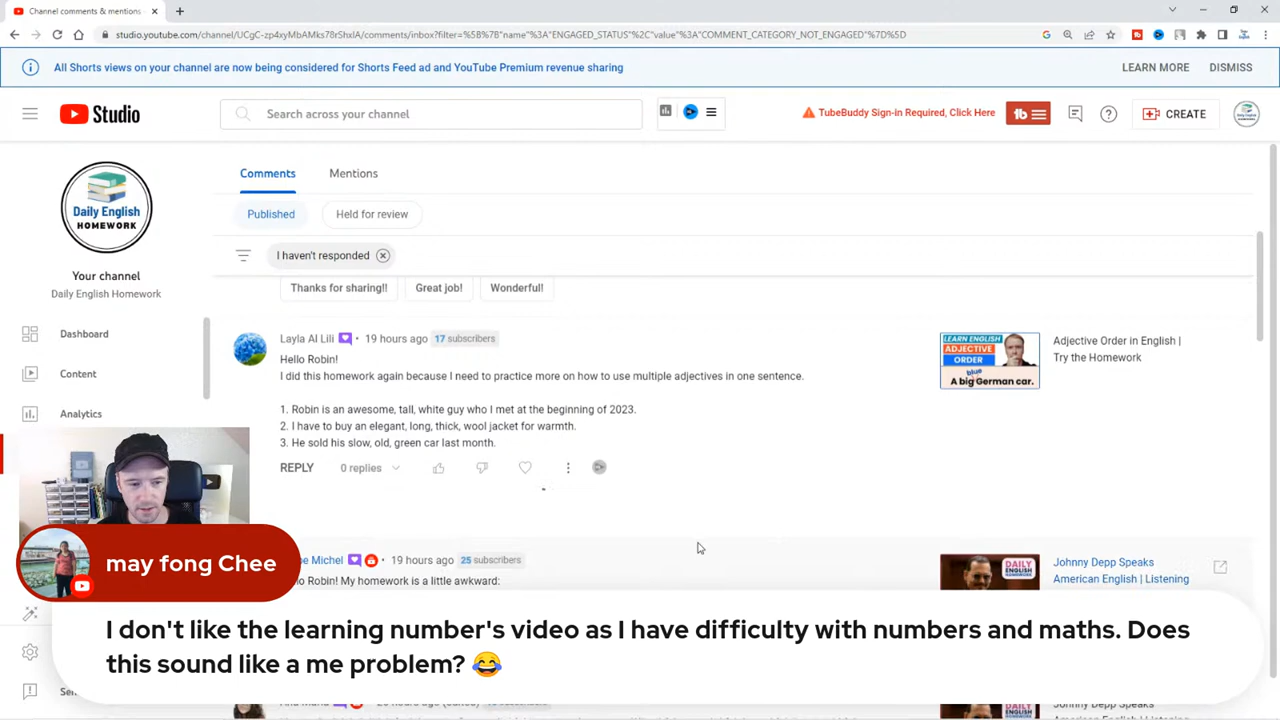 Channel comments & mentions - Y
studio.youtube.com/channel/UCgC-zp4xyMbAMks78rShxIA/comments/inbox?filter=%5B%7B"name"%3A"ENGAGED_STATUS"%2C"value"%3A"COMMENT_CATEGORY_NOT_ENGAGED"%7D%5D
All Shorts views on your channel are now being considered for Shorts Feed ad and YouTube Premium revenue sharing
LEARN MORE
DISMISS
Studio
Search across your channel
TubeBuddy Sign-in Required, Click Here
tb
CREATE
Comments
Mentions
Published
Held for review
I haven't responded
Daily English
HOMEWORK
Your channel
Daily English Homework
Dashboard
Content
Analytics
Thanks for sharing!!
Great job!
Wonderful!!
Layla Al Lili • 19 hours ago 17 subscribers
Hello Robin!
I did this homework again because I need to practice more on how to use multiple adjectives in one sentence.
1. Robin is an awesome, tall, white guy who I met at the beginning of 2023.
2. I have to buy an elegant, long, thick, wool jacket for warmth.
3. He sold his slow, old, green car last month.
REPLY
0 replies
LEARN ENGLISH
ADJECTIVE
ORDER
blue
A big German car.
Adjective Order in English |
Try the Homework
Michel • 19 hours ago 25 subscribers
Robin! My homework is a little awkward:
DAILY
ENGLISH
HOMEWORK
Johnny Depp Speaks
American English | Listening
may fong Chee
I don't like the learning number's video as I have difficulty with numbers and maths. Does
this sound like a me problem? 😂
Johnny Depp Speaks